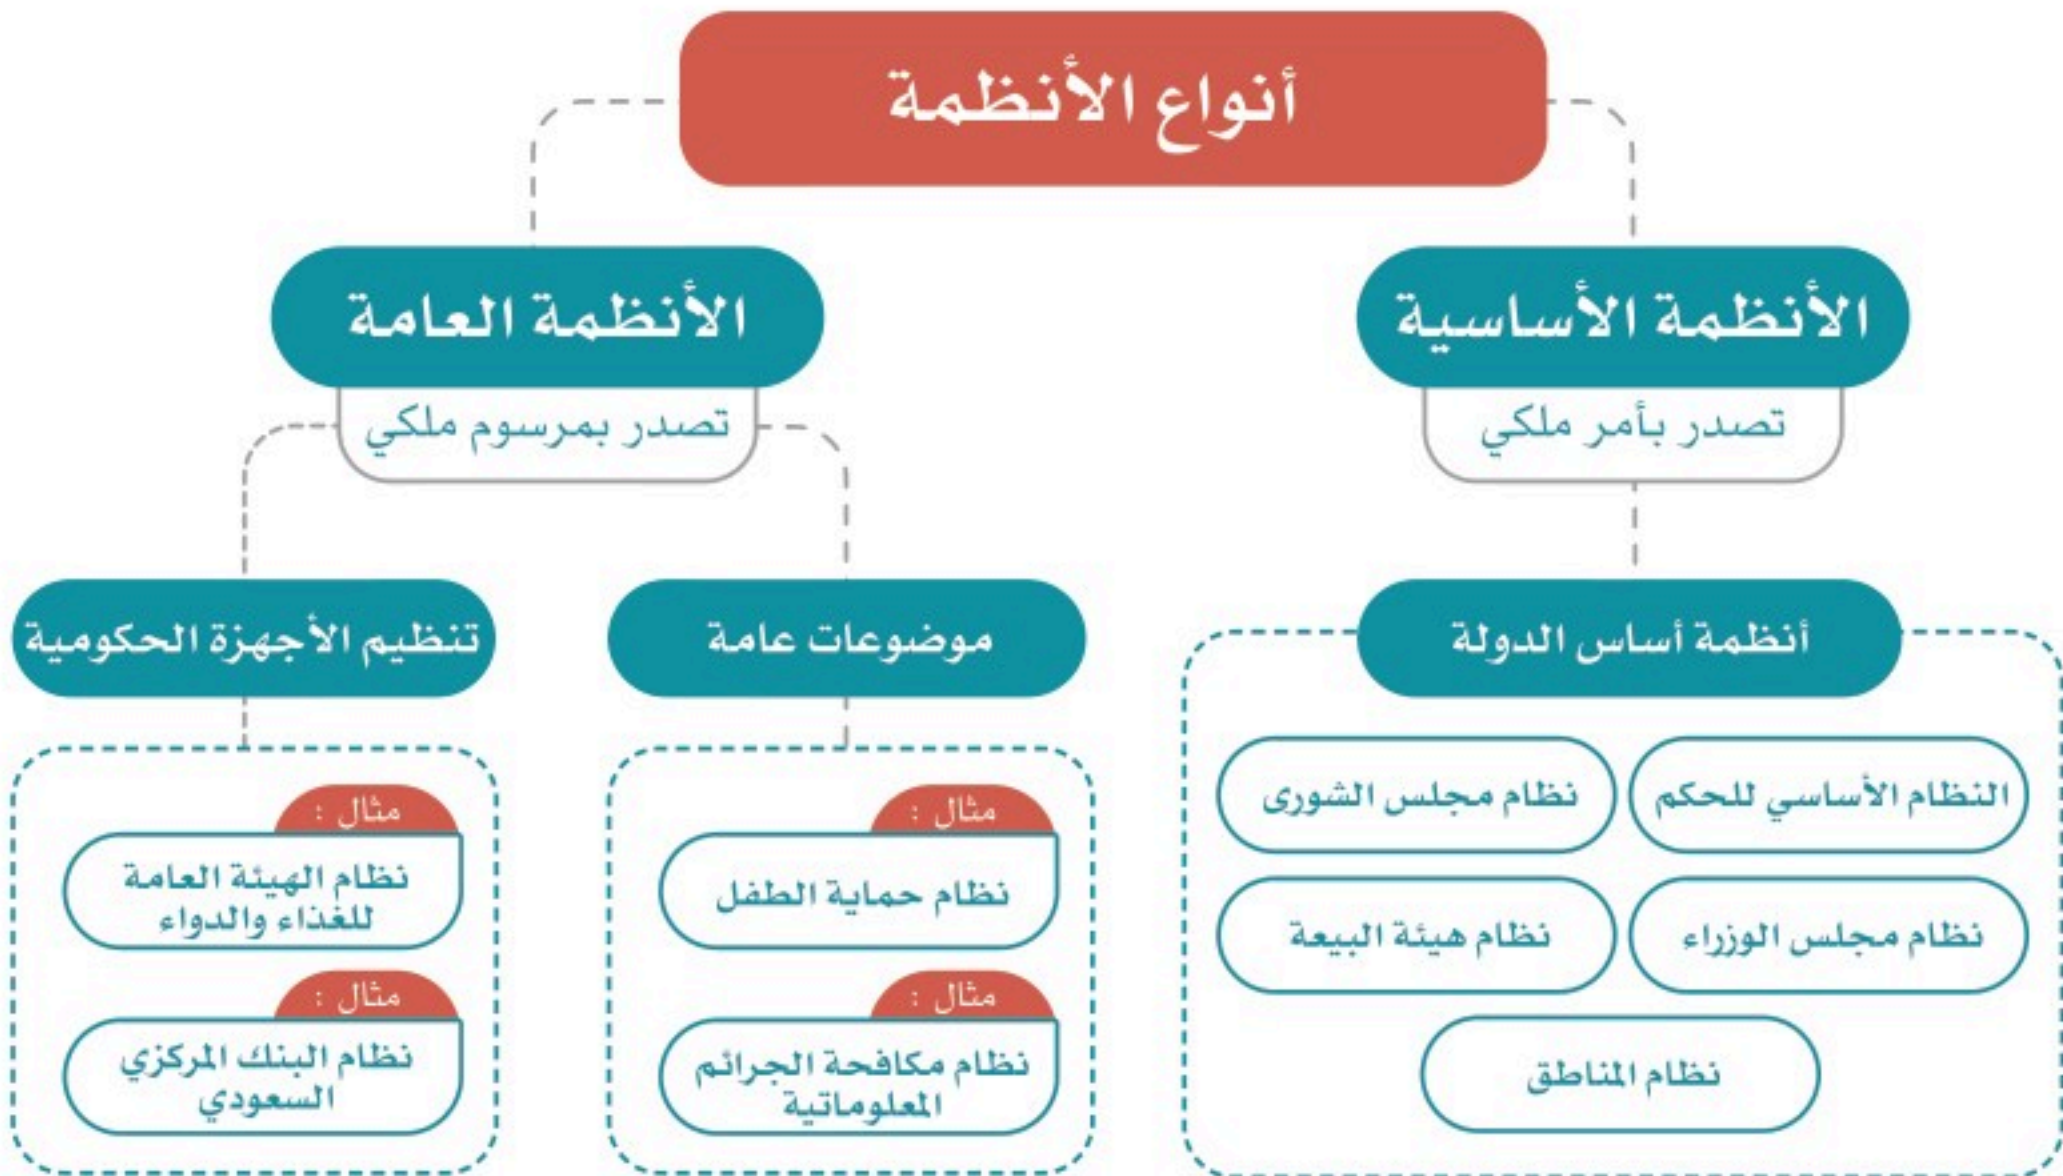 أنواع الأنظمة
الأنظمة الأساسية
تصدر بأمر ملكي
أنظمة أساس الدولة
النظام الأساسي للحكم
نظام مجلس الشورى
نظام مجلس الوزراء
نظام هيئة البيعة
نظام المناطق
الأنظمة العامة
تصدر بمرسوم ملكي
موضوعات عامة
مثال :
نظام حماية الطفل
مثال :
نظام مكافحة الجرائم
المعلوماتية
تنظيم الأجهزة الحكومية
مثال :
نظام الهيئة العامة
للغذاء والدواء
مثال :
نظام البنك المركزي
السعودي